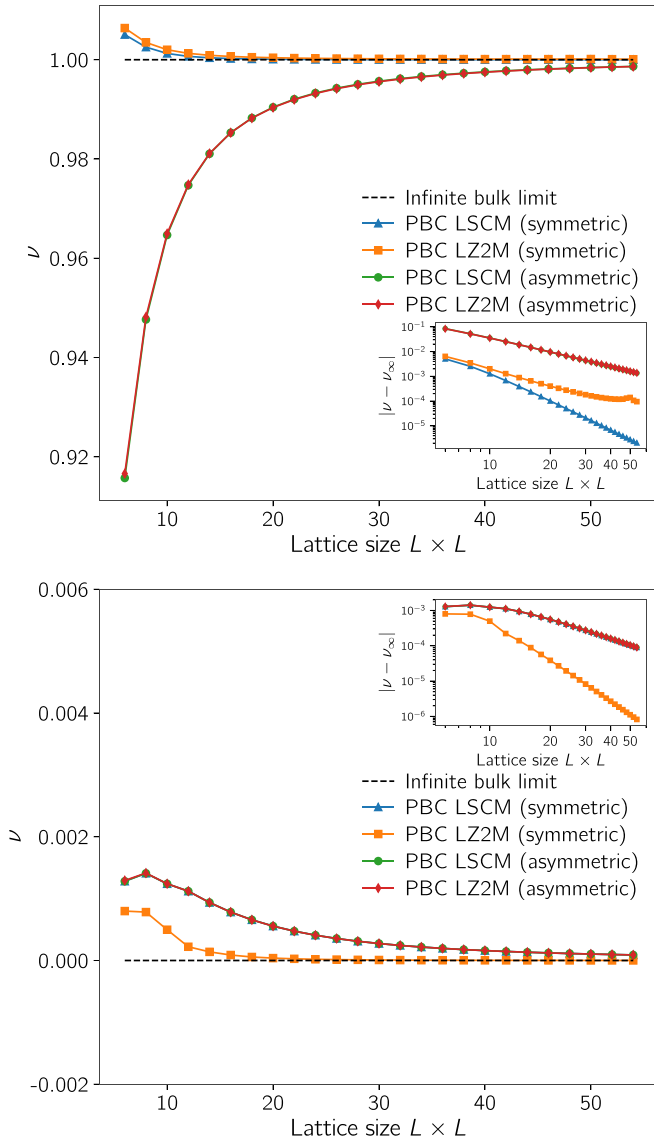 1.00
0.98
0.96
0.94
0.92
ν
Infinite bulk limit
PBC LSCM (symmetric)
PBC LZ2M (symmetric)
PBC LSCM (asymmetric)
PBC LZ2M (asymmetric)
10⁻¹
10⁻²
10⁻³
10⁻⁴
10⁻⁵
|ν − ν∞|
10 20 30 40 50
Lattice size L × L
10 20 30 40 50
Lattice size L × L
0.006
0.004
0.002
0.000
-0.002
ν
10⁻³
10⁻⁴
10⁻⁵
10⁻⁶
|ν − ν∞|
10 20 30 40 50
Lattice size L × L
Infinite bulk limit
PBC LSCM (symmetric)
PBC LZ2M (symmetric)
PBC LSCM (asymmetric)
PBC LZ2M (asymmetric)
10 20 30 40 50
Lattice size L × L